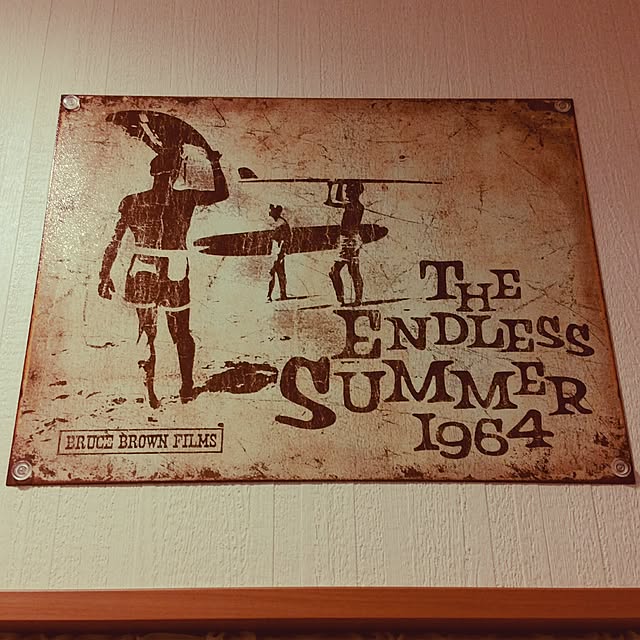 THE
ENDLESS
SUMMER
1964
BRUCE BROWN FILMS